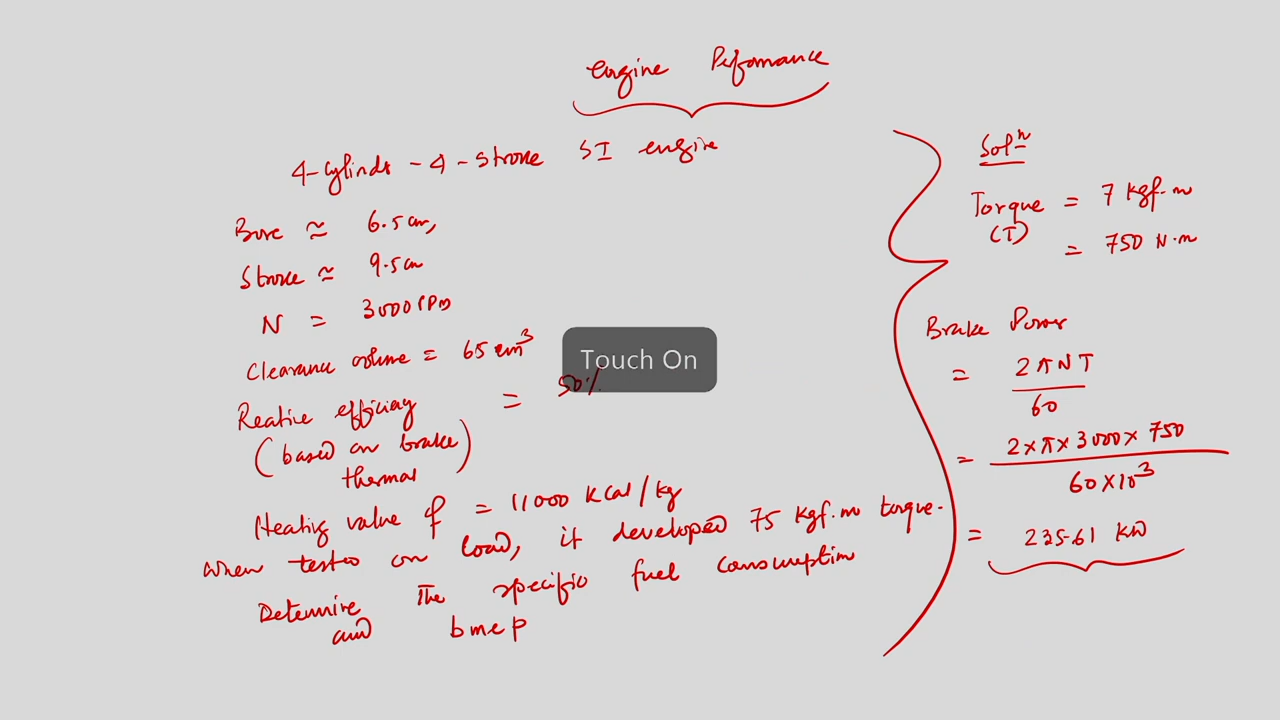 engine Pefomance
4-cylinds - 4 - stroke SI engine
Bore ≃ 6.5 cm,
Stroke ≃ 9.5 cm
N = 3000 rpm
Clearance volume = 65 cm³
Realtive efficiency = 50%
(based on brake
thermal)
Heating value of = 11000 kcal/kg
when tested on load, it developed 75 kgf.m torque.
Determine the specific fuel consumption
and bmep
Touch On
Solⁿ
Torque = 7 kgf.m
(T) = 750 N.m
Brake Power
= 2πNT
60
= 2×π×3000×750
60×10³
= 235.61 kW